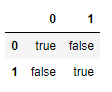 0 1
0 true false
1 false true